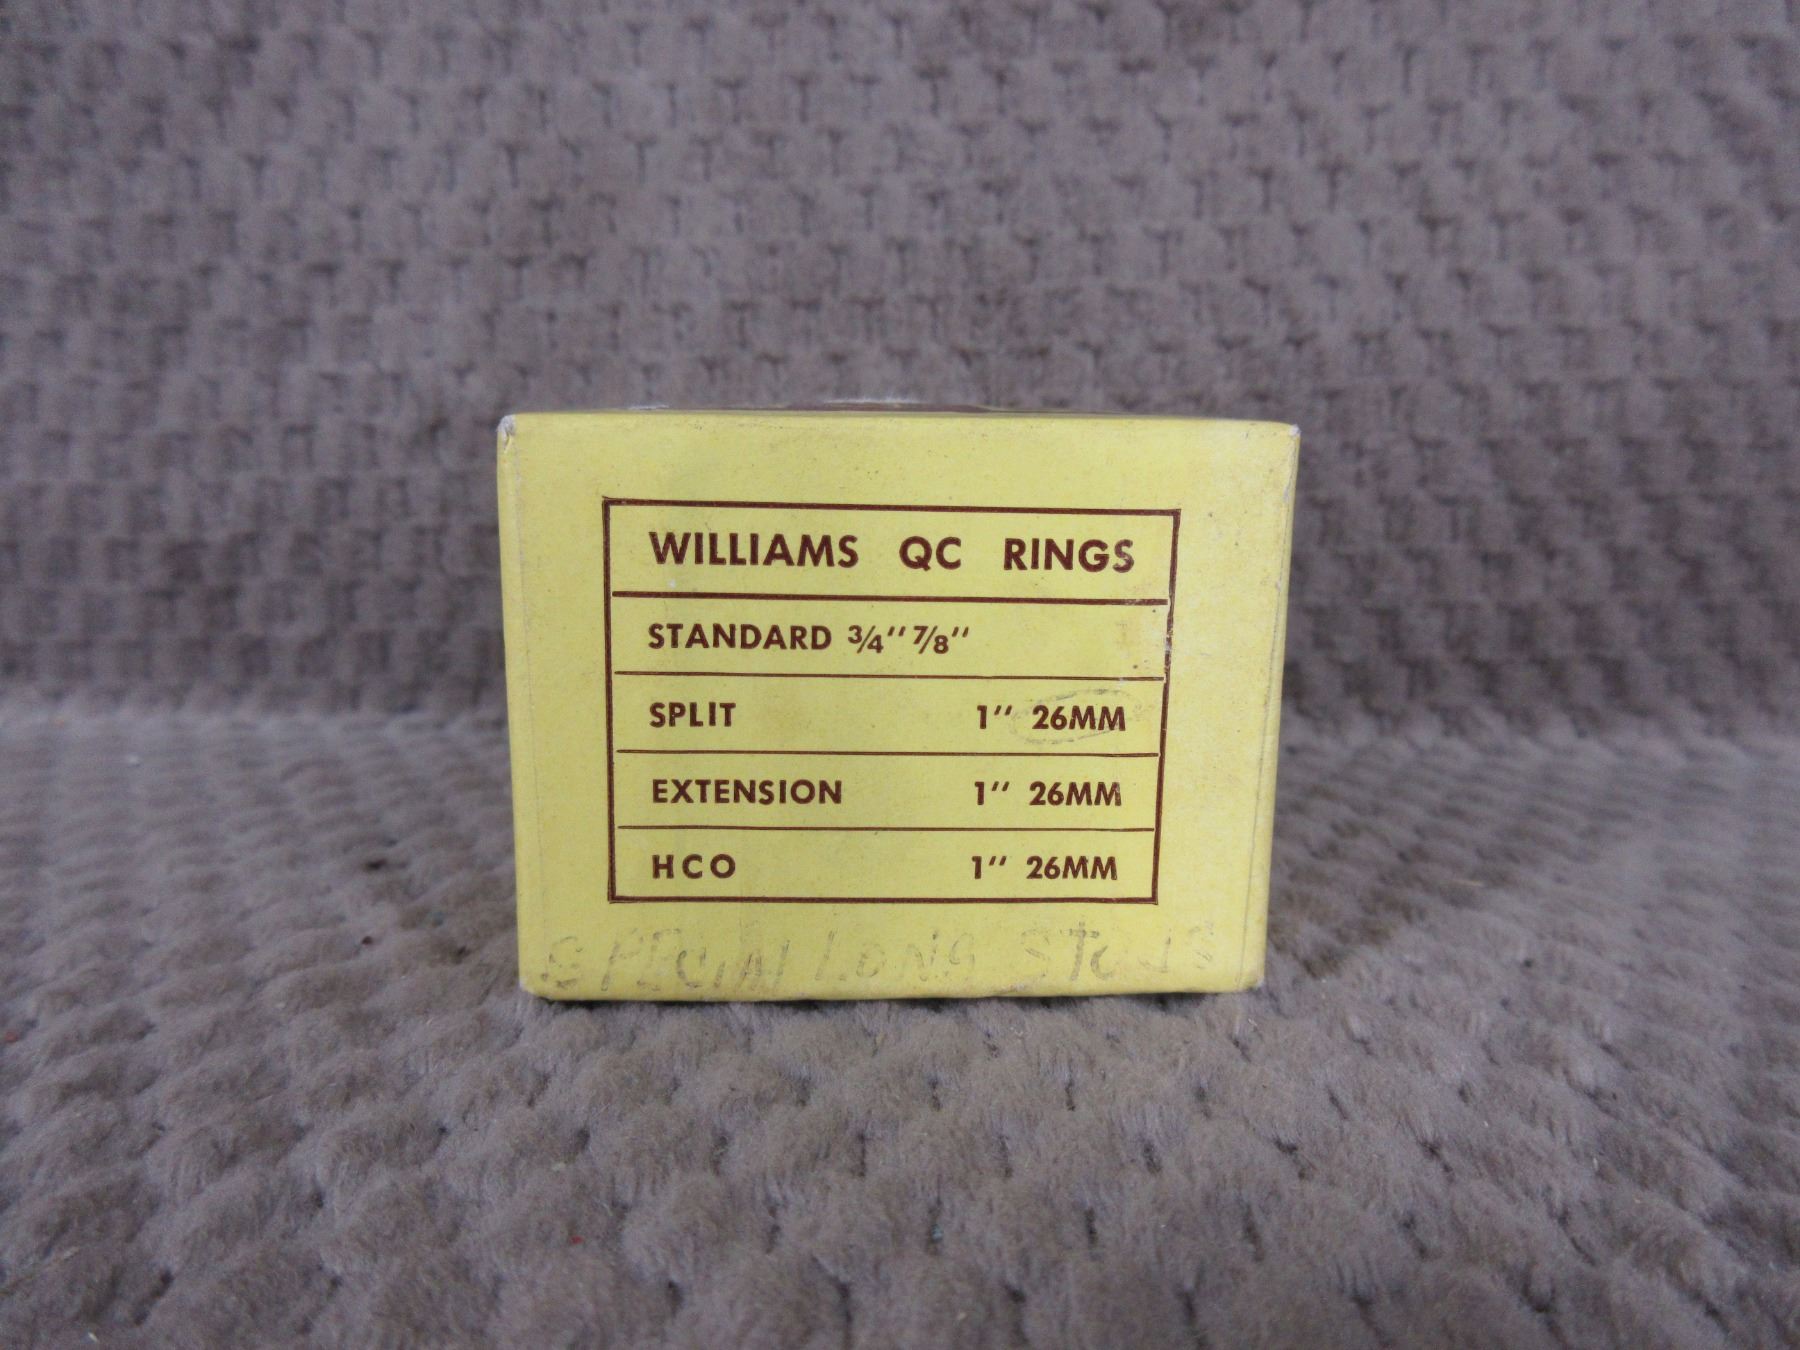 WILLIAMS QC RINGS
STANDARD 3/4" 7/8"
SPLIT 1" 26MM
EXTENSION 1" 26MM
HCO 1" 26MM
SPECIAL LONG